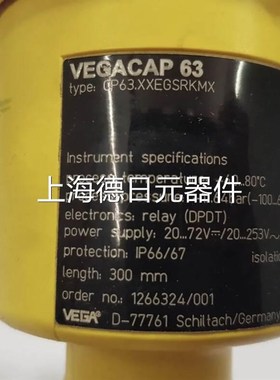 VEGACAP 63
type: CP63.XXEGSRKMX
Instrument specifications
80°C
上海德日元器件
electronics: relay (DPDT)
power supply: 20...72V⎓/20...253V~
protection: IP66/67
isolati
length: 300 mm
order no.: 1266324/001
VEGA D-77761 Schiltach/Germany